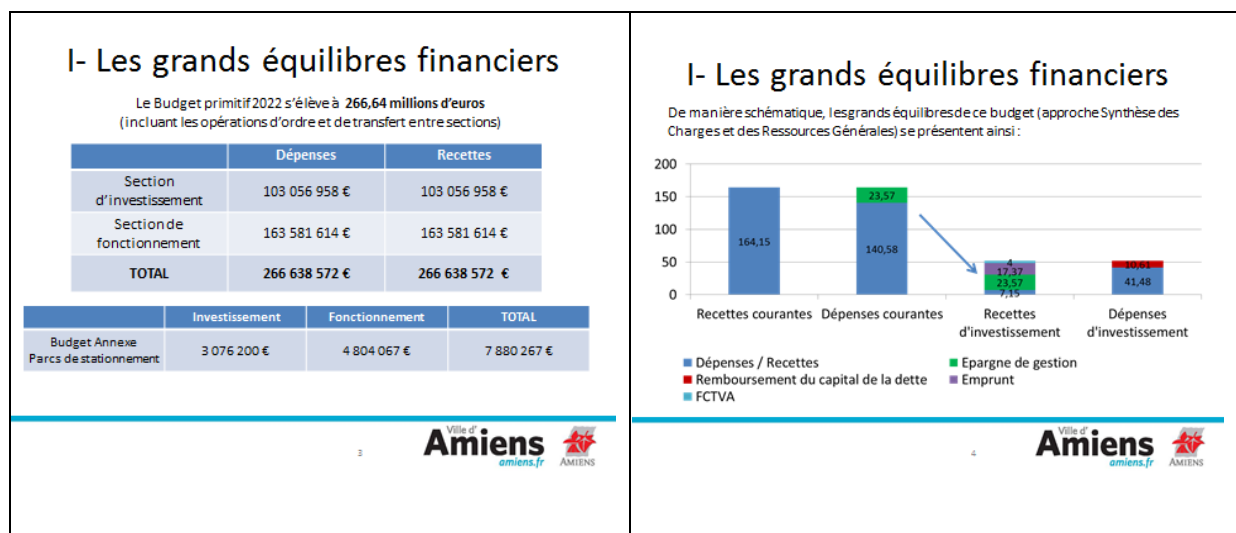 I- Les grands équilibres financiers
Le Budget primitif 2022 s'élève à 266,64 millions d'euros
(incluant les opérations d'ordre et de transfert entre sections)
Dépenses Recettes
Section d'investissement 103 056 958 € 103 056 958 €
Section de fonctionnement 163 581 614 € 163 581 614 €
TOTAL 266 638 572 € 266 638 572 €
Investissement Fonctionnement TOTAL
Budget Annexe Parcs de stationnement 3 076 200 € 4 804 067 € 7 880 267 €
3
Ville d'
Amiens
amiens.fr
AMIENS
I- Les grands équilibres financiers
De manière schématique, les grands équilibres de ce budget (approche Synthèse des
Charges et des Ressources Générales) se présentent ainsi :
200
150
100
50
0
164,15
23,57
140,58
4
17,37
23,57
7,15
10,61
41,48
Recettes courantes Dépenses courantes Recettes d'investissement Dépenses d'investissement
Dépenses / Recettes Epargne de gestion
Remboursement du capital de la dette Emprunt
FCTVA
4
Ville d'
Amiens
amiens.fr
AMIENS